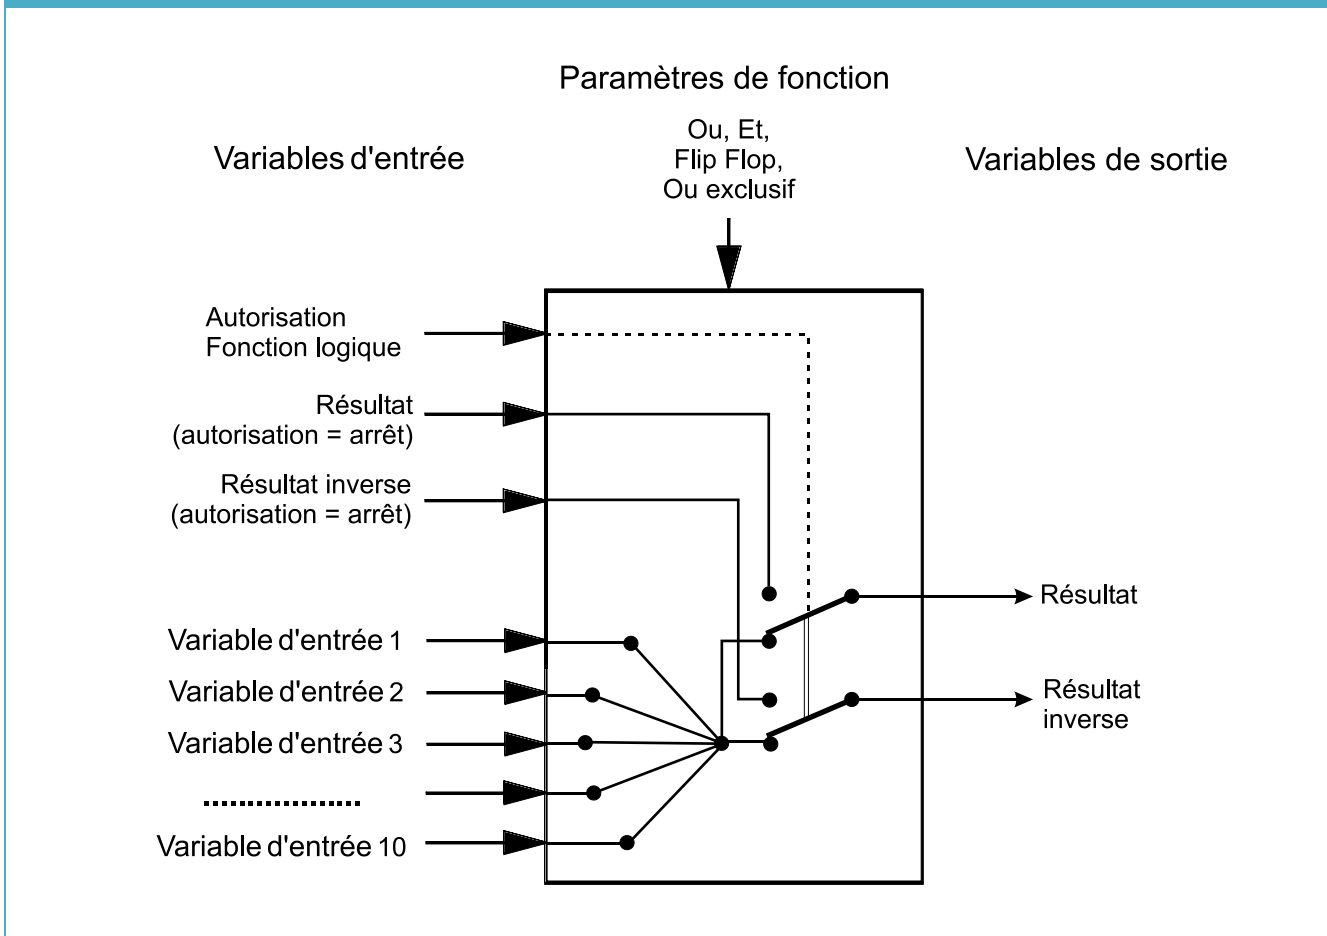 Paramètres de fonction
Ou, Et,
Flip Flop,
Ou exclusif
Variables d'entrée
Variables de sortie
Autorisation
Fonction logique
Résultat
(autorisation = arrêt)
Résultat inverse
(autorisation = arrêt)
Variable d'entrée 1
Variable d'entrée 2
Variable d'entrée 3
Variable d'entrée 10
Résultat
Résultat
inverse